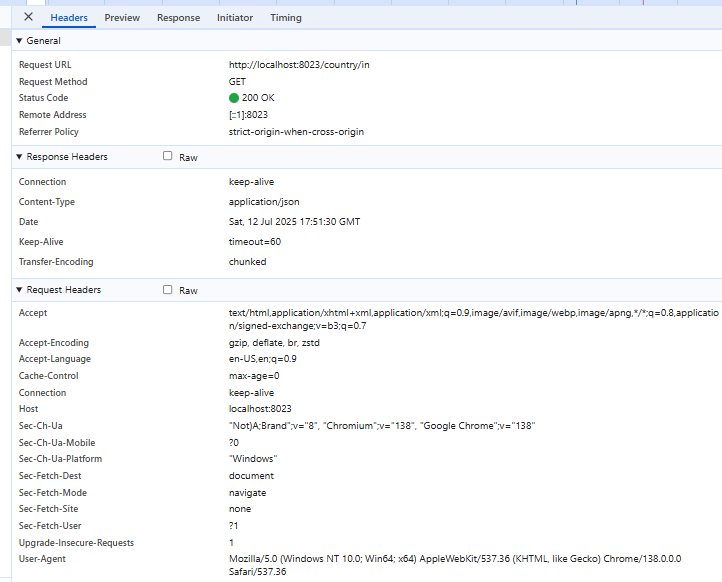 Headers Preview Response Initiator Timing
General
Request URL http://localhost:8023/country/in
Request Method GET
Status Code 200 OK
Remote Address [::1]:8023
Referrer Policy strict-origin-when-cross-origin
Response Headers Raw
Connection keep-alive
Content-Type application/json
Date Sat, 12 Jul 2025 17:51:30 GMT
Keep-Alive timeout=60
Transfer-Encoding chunked
Request Headers Raw
Accept text/html,application/xhtml+xml,application/xml;q=0.9,image/avif,image/webp,image/apng,*/*;q=0.8,applicatio
n/signed-exchange;v=b3;q=0.7
Accept-Encoding gzip, deflate, br, zstd
Accept-Language en-US,en;q=0.9
Cache-Control max-age=0
Connection keep-alive
Host localhost:8023
Sec-Ch-Ua "Not)A;Brand";v="8", "Chromium";v="138", "Google Chrome";v="138"
Sec-Ch-Ua-Mobile ?0
Sec-Ch-Ua-Platform "Windows"
Sec-Fetch-Dest document
Sec-Fetch-Mode navigate
Sec-Fetch-Site none
Sec-Fetch-User ?1
Upgrade-Insecure-Requests 1
User-Agent Mozilla/5.0 (Windows NT 10.0; Win64; x64) AppleWebKit/537.36 (KHTML, like Gecko) Chrome/138.0.0.0
Safari/537.36